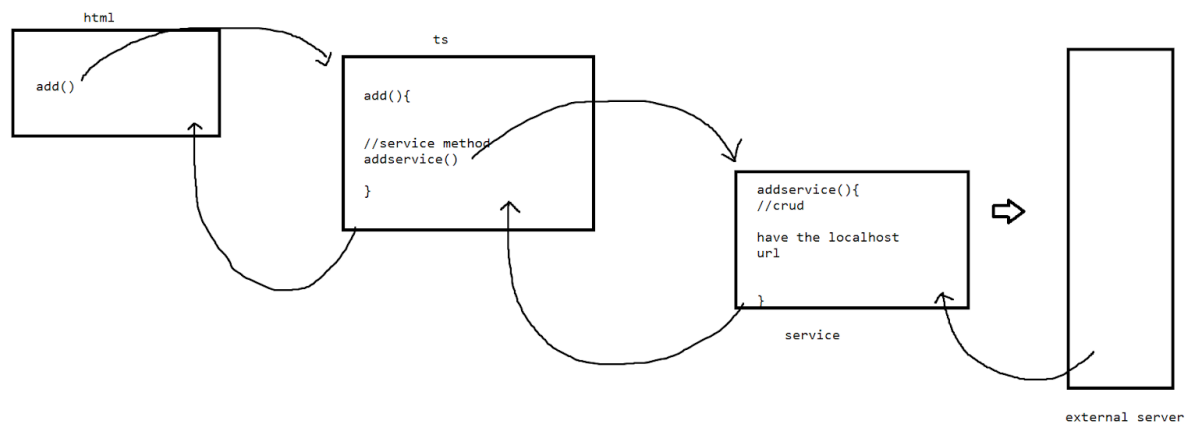 html
add()
ts
add(){
//service method
addservice()
}
addservice(){
//crud
have the localhost
url
}
service
external server